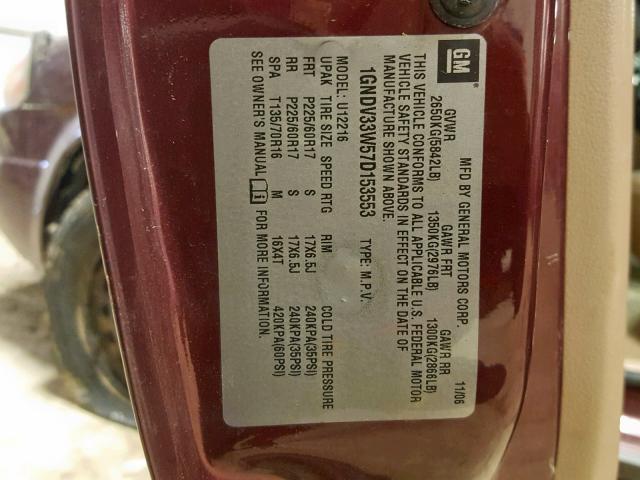 GM
MFD BY GENERAL MOTORS CORP. 11/06
GVWR GAWR FRT GAWR RR
2650KG(5842LB) 1350KG(2976LB) 1300KG(2866LB)
THIS VEHICLE CONFORMS TO ALL APPLICABLE U.S. FEDERAL MOTOR
VEHICLE SAFETY STANDARDS IN EFFECT ON THE DATE OF
MANUFACTURE SHOWN ABOVE.
1GNDV33W57D153553 TYPE: M.P.V.
MODEL: U12216
UPAK TIRE SIZE SPEED RTG RIM COLD TIRE PRESSURE
FRT P225/60R17 S 17X6.5J 240KPA(35PSI)
RR P225/60R17 S 17X6.5J 240KPA(35PSI)
SPA T135/70R16 M 16X4T 420KPA(60PSI)
SEE OWNER'S MANUAL i FOR MORE INFORMATION.